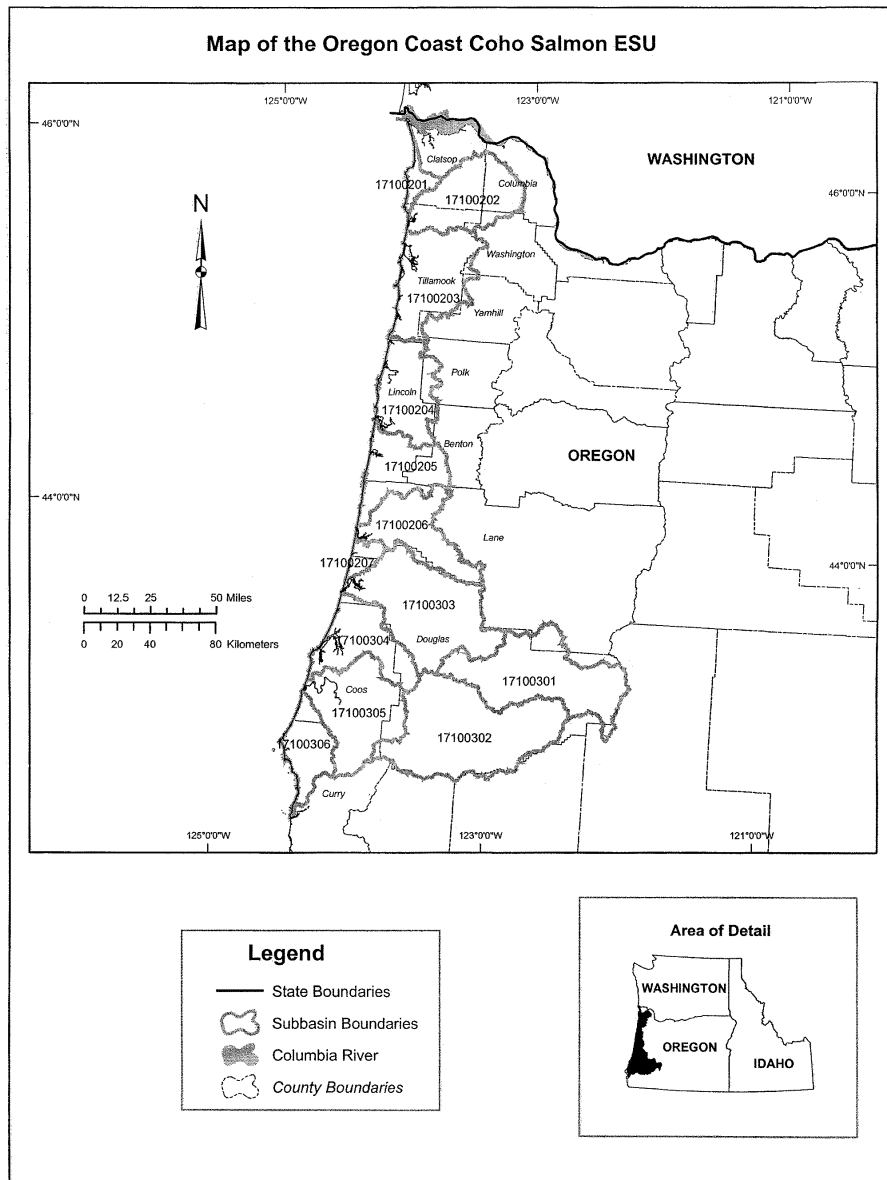 Map of the Oregon Coast Coho Salmon ESU
125°0'0"W
123°0'0"W
121°0'0"W
46°0'0"N
WASHINGTON
46°0'0"N
Clatsop
17100201
Columbia
17100202
N
Washington
Tillamook
17100203
Yamhill
Polk
Lincoln
17100204
Benton
OREGON
17100205
44°0'0"N
17100206
Lane
17100207
44°0'0"N
0 12.5 25 50 Miles
0 20 40 60 80 Kilometers
17100303
17100304
Douglas
17100301
Coos
17100305
17100302
17100306
Curry
125°0'0"W
123°0'0"W
121°0'0"W
Legend
State Boundaries
Subbasin Boundaries
Columbia River
County Boundaries
Area of Detail
WASHINGTON
OREGON
IDAHO